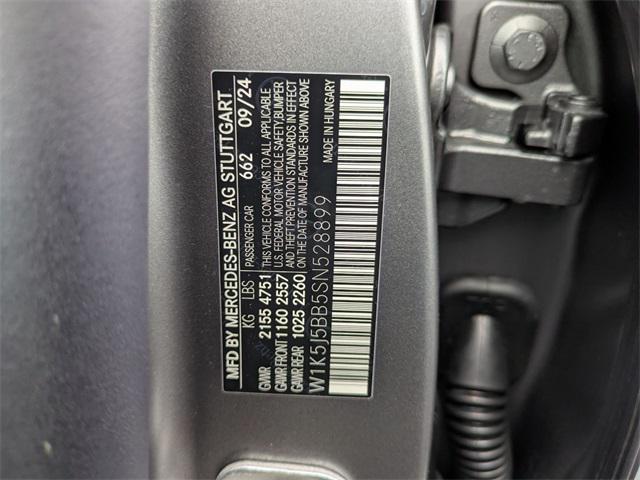 MFD BY MERCEDES-BENZ AG STUTTGART
PASSENGER CAR 662 09/24
KG LBS
GVWR 2155 4751
GAWR FRONT 1160 2557
GAWR REAR 1025 2260
THIS VEHICLE CONFORMS TO ALL APPLICABLE
U.S. FEDERAL MOTOR VEHICLE SAFETY,BUMPER
AND THEFT PREVENTION STANDARDS IN EFFECT
ON THE DATE OF MANUFACTURE SHOWN ABOVE
MADE IN HUNGARY
W1K5J5BB5SN528899